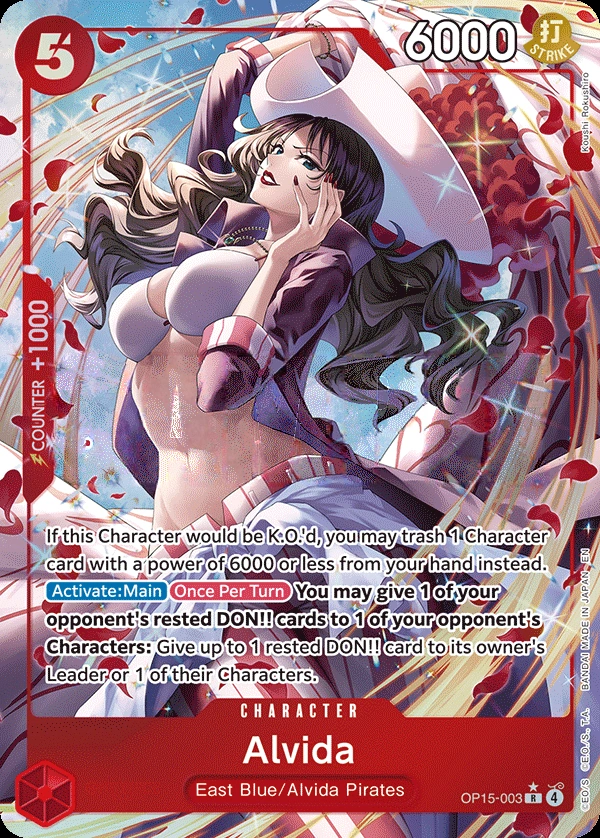 5
6000
打
STRIKE
Koushi Rokushiro
COUNTER +1000
If this Character would be K.O.'d, you may trash 1 Character
card with a power of 6000 or less from your hand instead.
Activate:Main Once Per Turn You may give 1 of your
opponent's rested DON!! cards to 1 of your opponent's
Characters: Give up to 1 rested DON!! card to its owner's
Leader or 1 of their Characters.
CHARACTER
Alvida
East Blue/Alvida Pirates
OP15-003 R 4
©E.O/S ©E.O./S., T.A. BANDAI MADE IN JAPAN EN